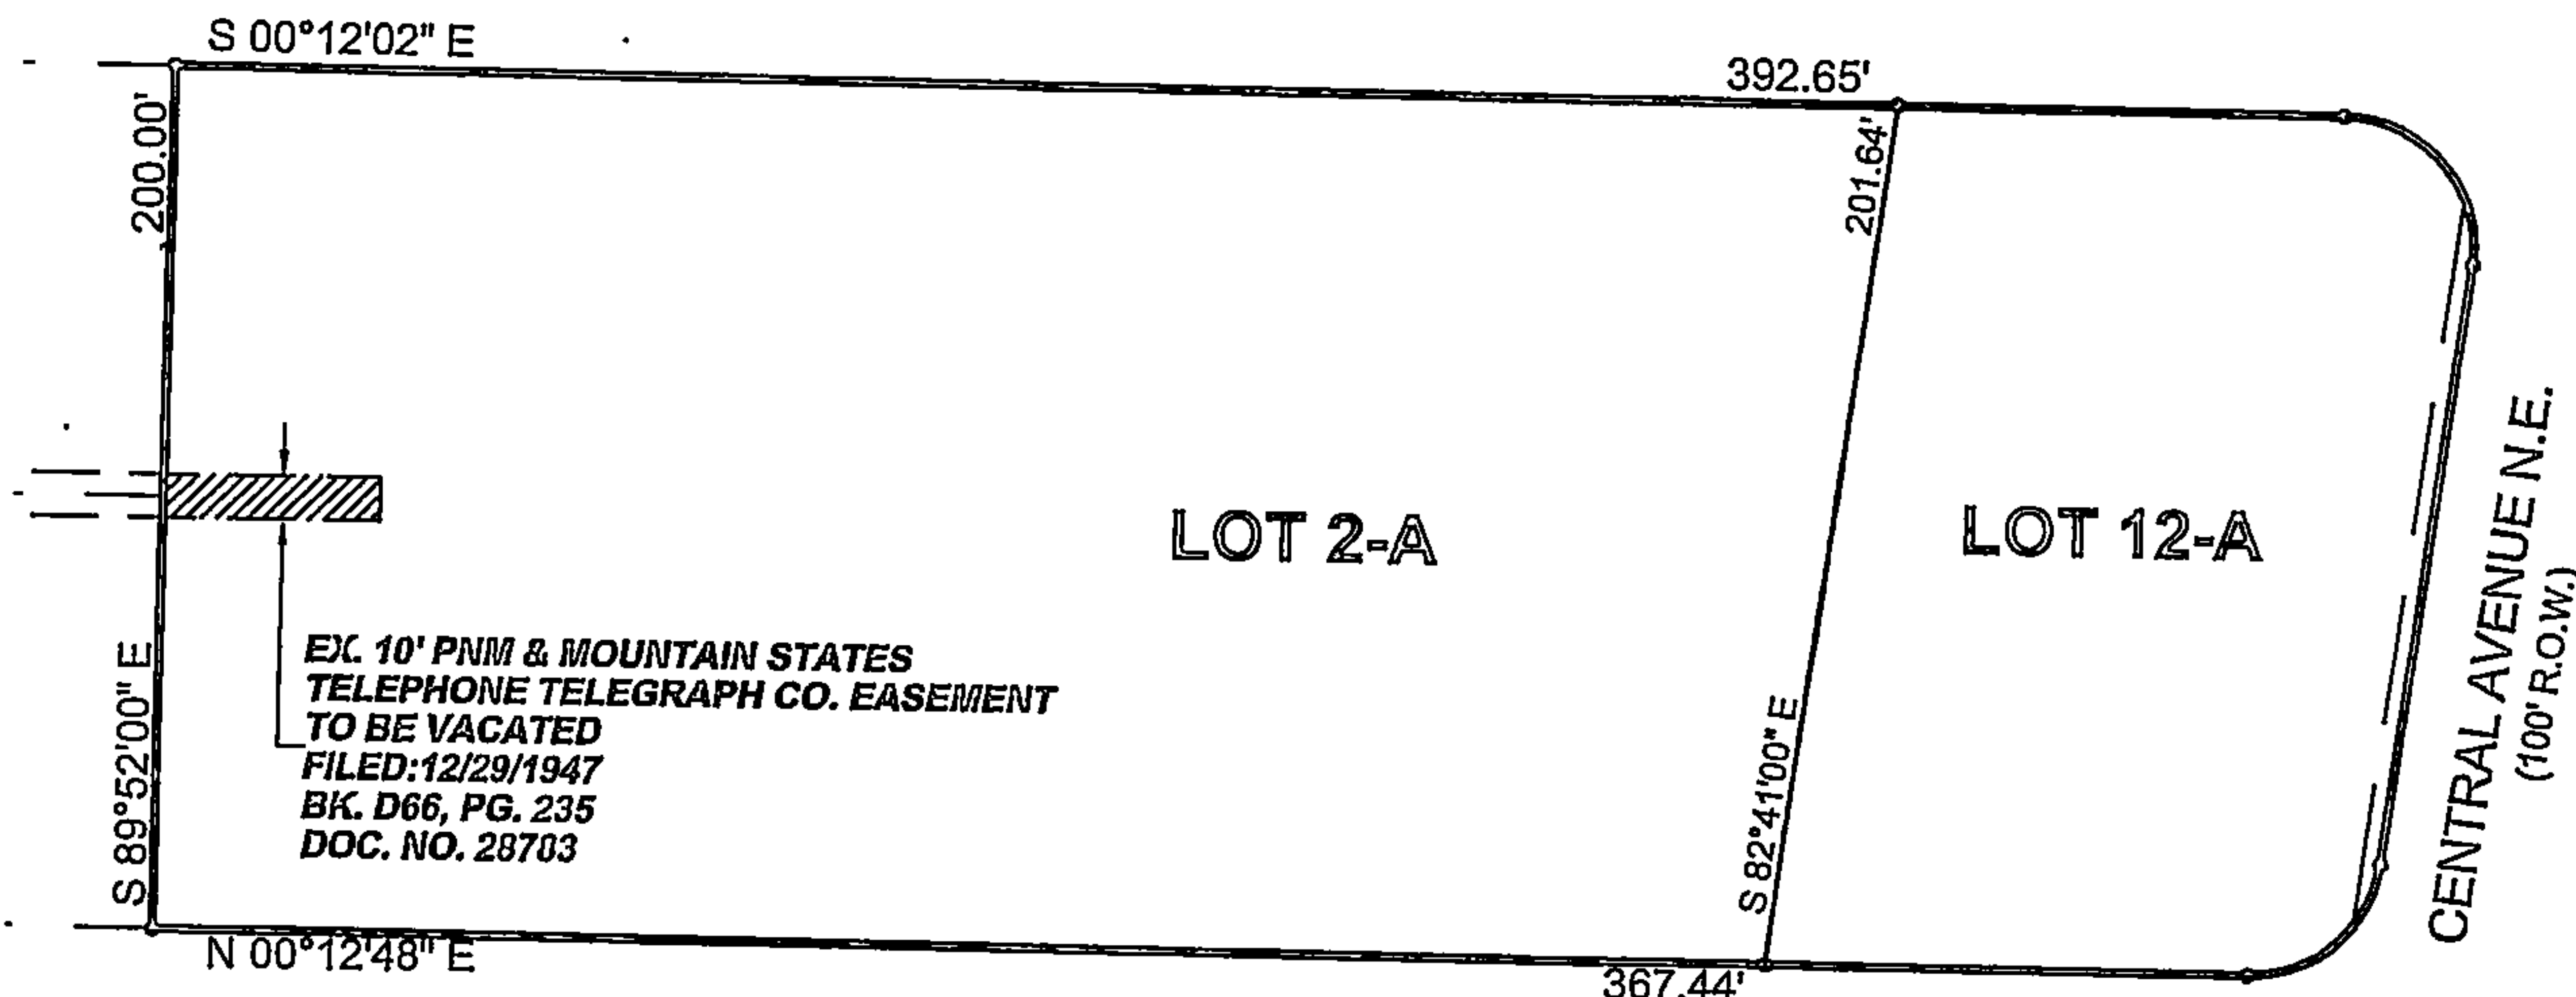 S 00°12'02" E
392.65'
200.00'
201.64'
LOT 2-A
LOT 12-A
CENTRAL AVENUE N.E.
(100' R.O.W.)
EX. 10' PNM & MOUNTAIN STATES
TELEPHONE TELEGRAPH CO. EASEMENT
TO BE VACATED
FILED:12/29/1947
BK. D66, PG. 235
DOC. NO. 28703
S 89°52'00" E
S 82°41'00" E
N 00°12'48" E
367.44'